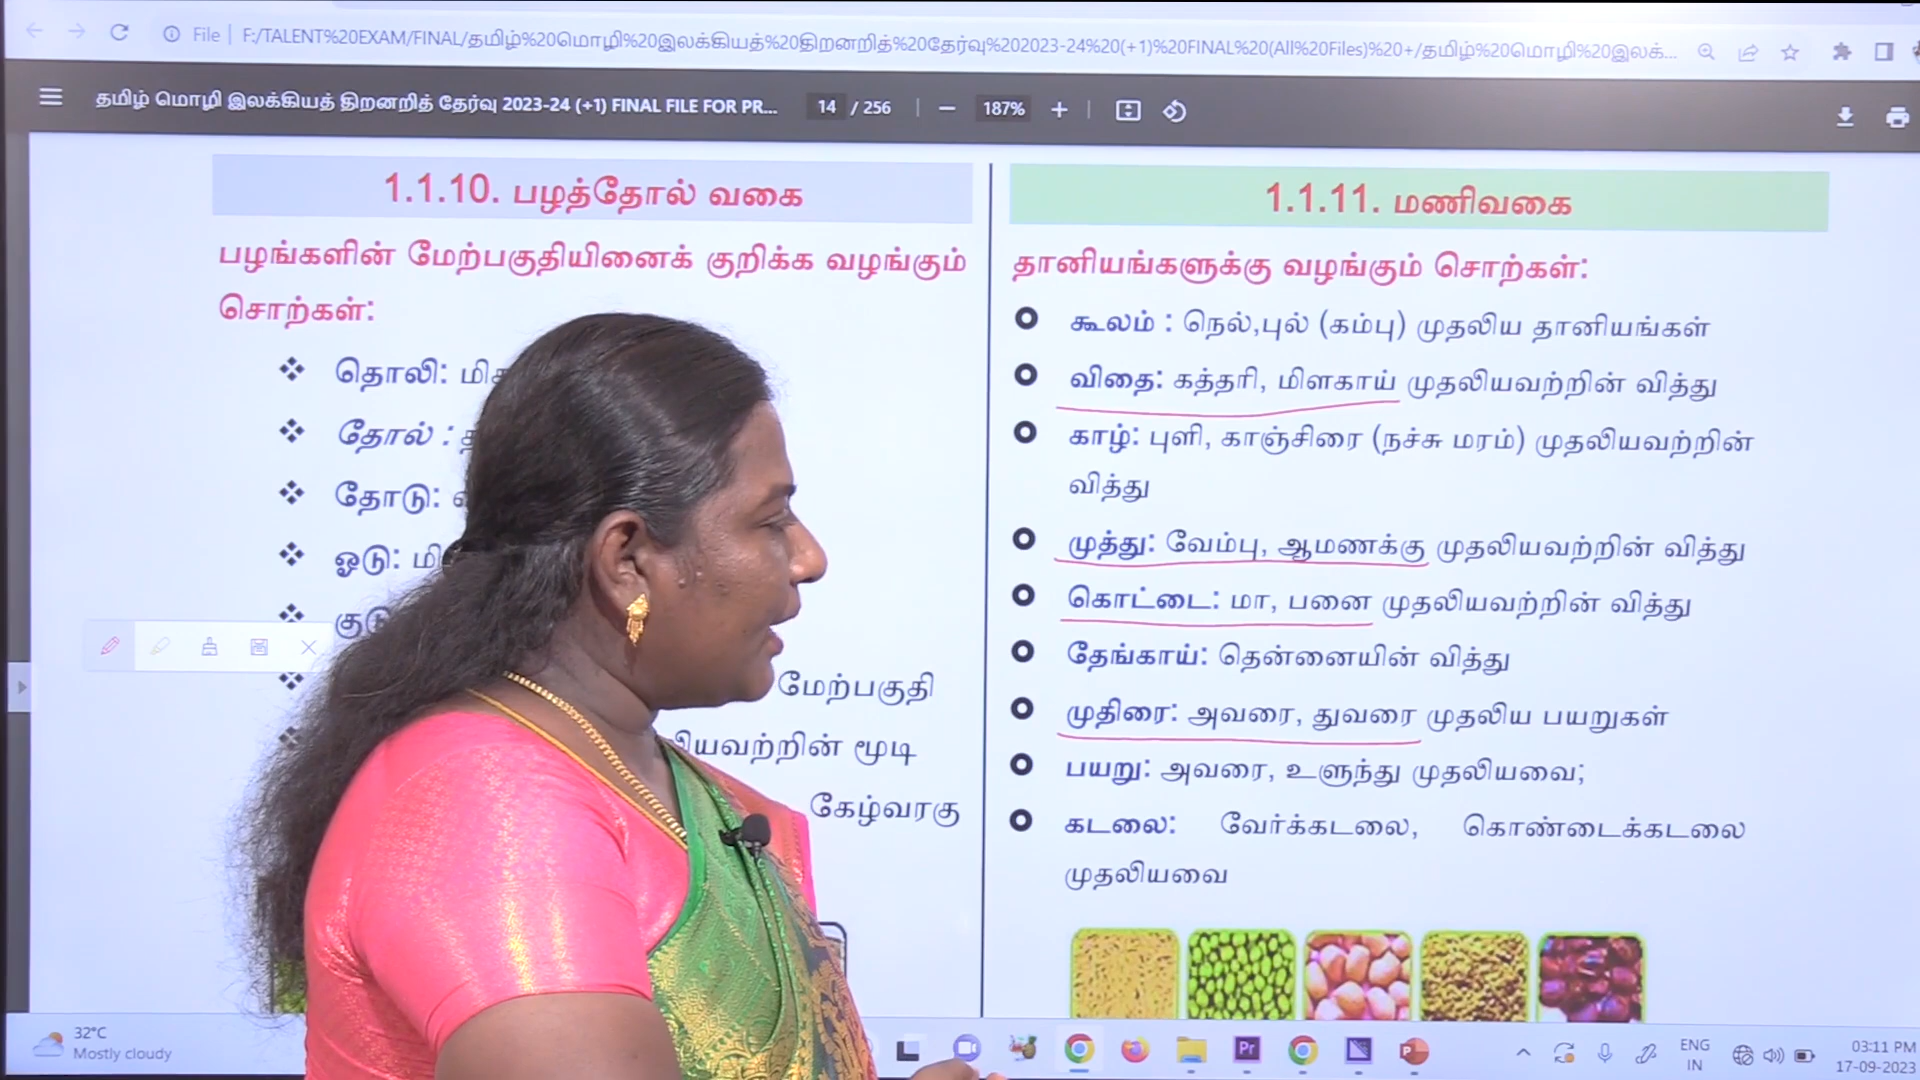 File
F:/TALENT%20EXAM/FINAL/தமிழ்%20மொழி%20இலக்கியத்%20திறனறித்%20தேர்வு%202023-24%20(+1)%20FINAL%20(All%20Files)%20+/தமிழ்%20மொழி%20இலக்...
தமிழ் மொழி இலக்கியத் திறனறித் தேர்வு 2023-24 (+1) FINAL FILE FOR PR...
14 / 256
187%
1.1.10. பழத்தோல் வகை
பழங்களின் மேற்பகுதியினைக் குறிக்க வழங்கும்
சொற்கள்:
தொலி:
தோல் :
தோடு:
ஓடு:
மேற்பகுதி
மூடி
கேழ்வரகு
1.1.11. மணிவகை
தானியங்களுக்கு வழங்கும் சொற்கள்:
கூலம் : நெல்,புல் (கம்பு) முதலிய தானியங்கள்
விதை: கத்தரி, மிளகாய் முதலியவற்றின் வித்து
காழ்: புளி, காஞ்சிரை (நச்சு மரம்) முதலியவற்றின்
வித்து
முத்து: வேம்பு, ஆமணக்கு முதலியவற்றின் வித்து
கொட்டை: மா, பனை முதலியவற்றின் வித்து
தேங்காய்: தென்னையின் வித்து
முதிரை: அவரை, துவரை முதலிய பயறுகள்
பயறு: அவரை, உளுந்து முதலியவை;
கடலை: வேர்க்கடலை, கொண்டைக்கடலை
முதலியவை
32°C
Mostly cloudy
Pr
ENG
IN
03:11 PM
17-09-2023